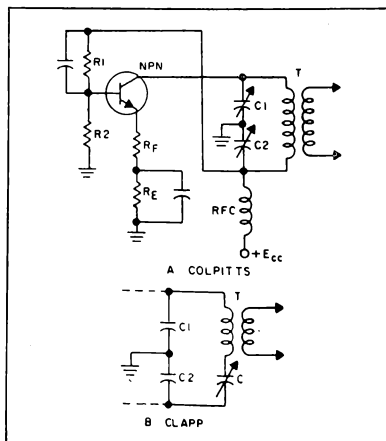 NPN
R1
T
C1
R2
C2
RF
RE
RFC
+ECC
A COLPITTS
T
C1
C2
C
B CLAPP